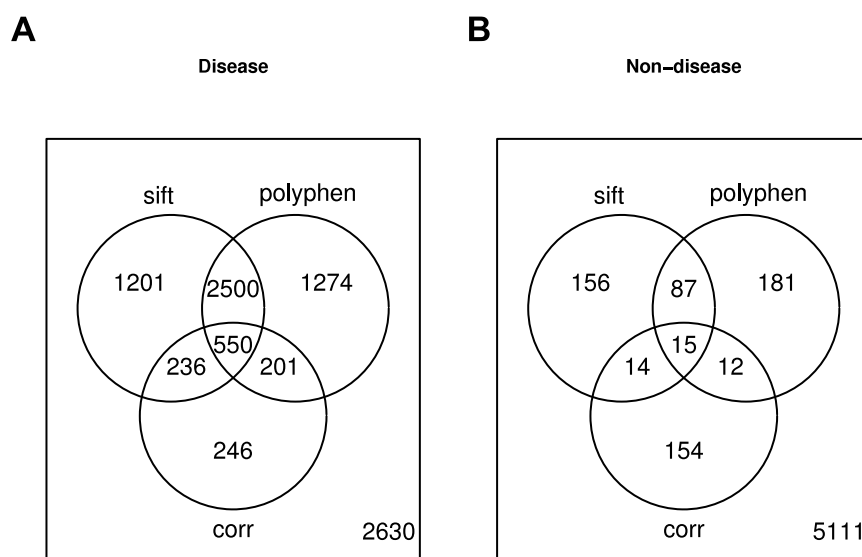 A
Disease
sift polyphen
1201 2500 1274
550
236 201
246
corr 2630
B
Non-disease
sift polyphen
156 87 181
15
14 12
154
corr 5111